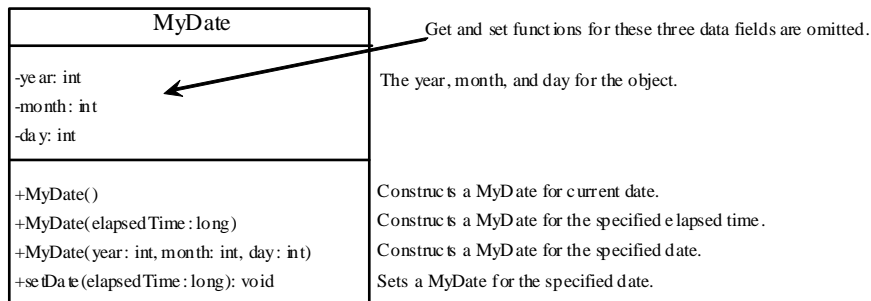 MyDate
Get and set functions for these three data fields are omitted.
-year: int
The year, month, and day for the object.
-month: int
-day: int
+MyDate()
Constructs a MyDate for current date.
+MyDate(elapsedTime: long)
Constructs a MyDate for the specified elapsed time.
+MyDate(year: int, month: int, day: int)
Constructs a MyDate for the specified date.
+setDate(elapsedTime: long): void
Sets a MyDate for the specified date.